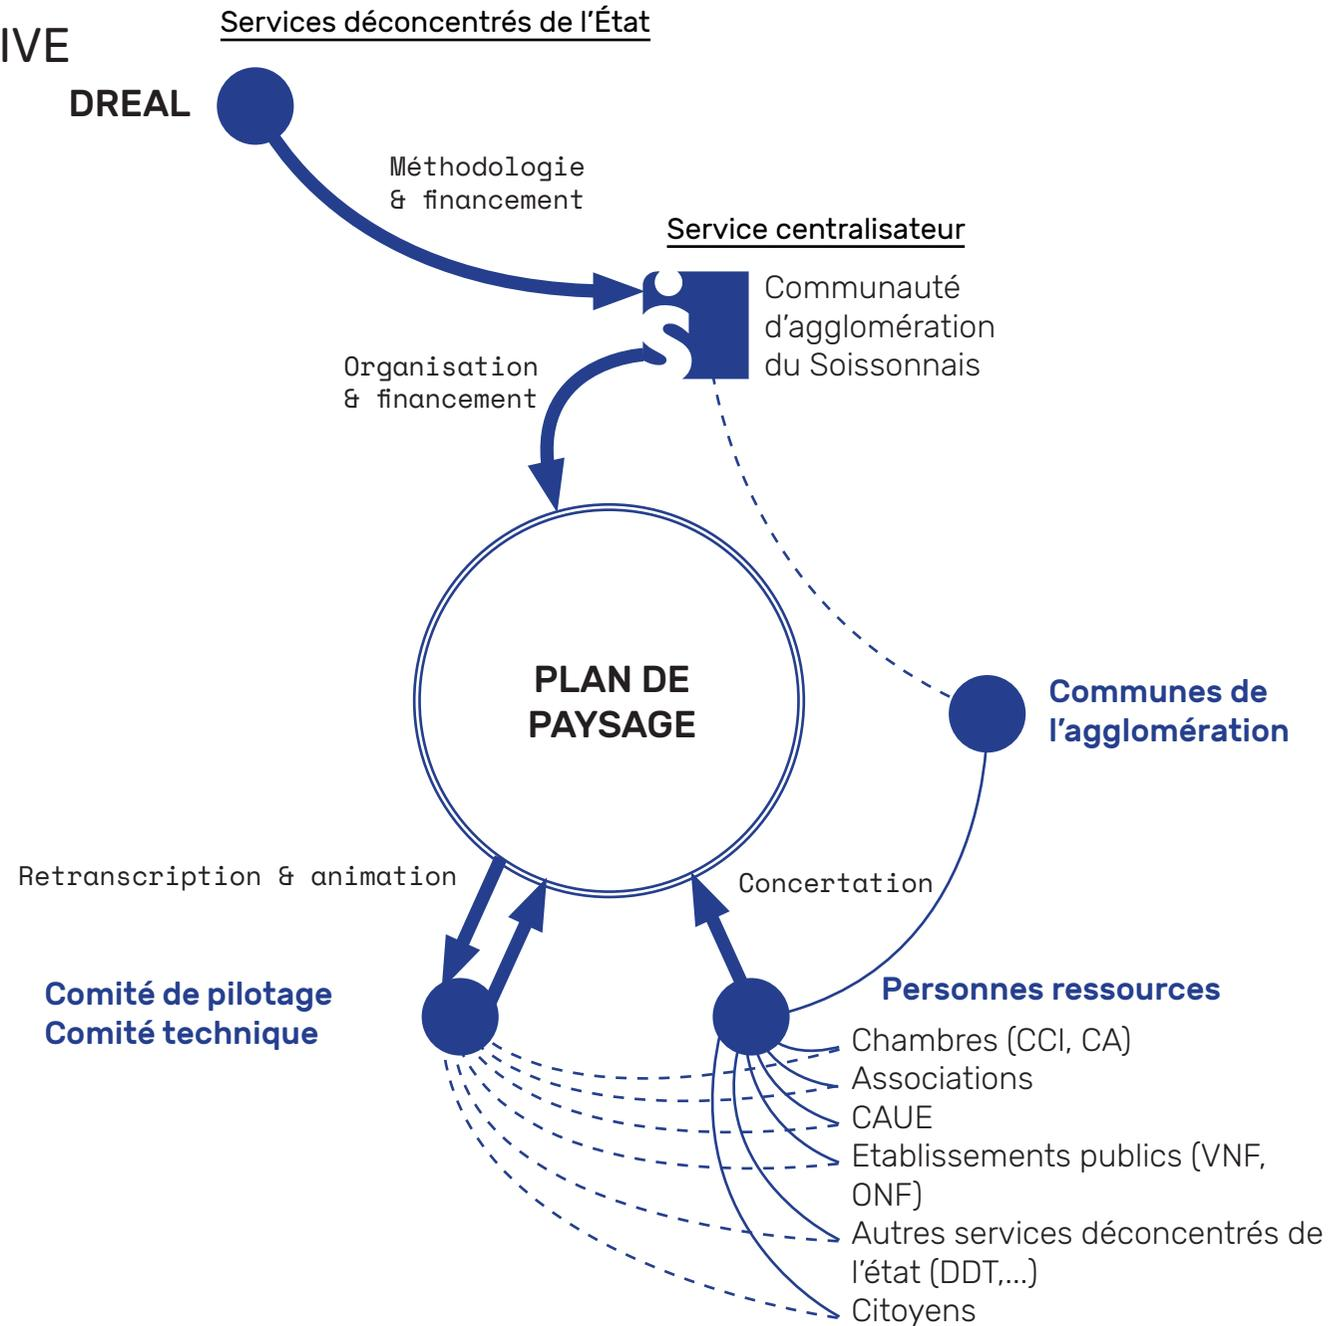 Services déconcentrés de l'État
IVE
DREAL
Méthodologie
& financement
Service centralisateur
Communauté
d'agglomération
du Soissonnais
Organisation
& financement
PLAN DE
PAYSAGE
Communes de
l'agglomération
Retranscription & animation
Concertation
Comité de pilotage
Comité technique
Personnes ressources
Chambres (CCI, CA)
Associations
CAUE
Etablissements publics (VNF,
ONF)
Autres services déconcentrés de
l'état (DDT,...)
Citoyens